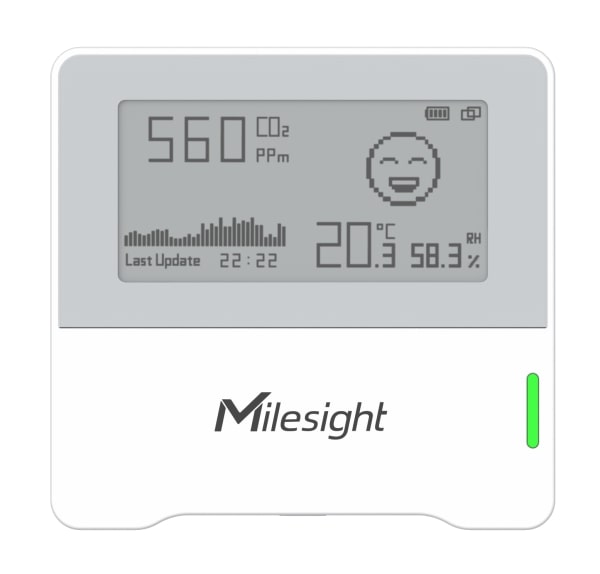 560 CO₂
PPm
Last Update 22:22
20.3 °C 58.3 RH %
Milesight